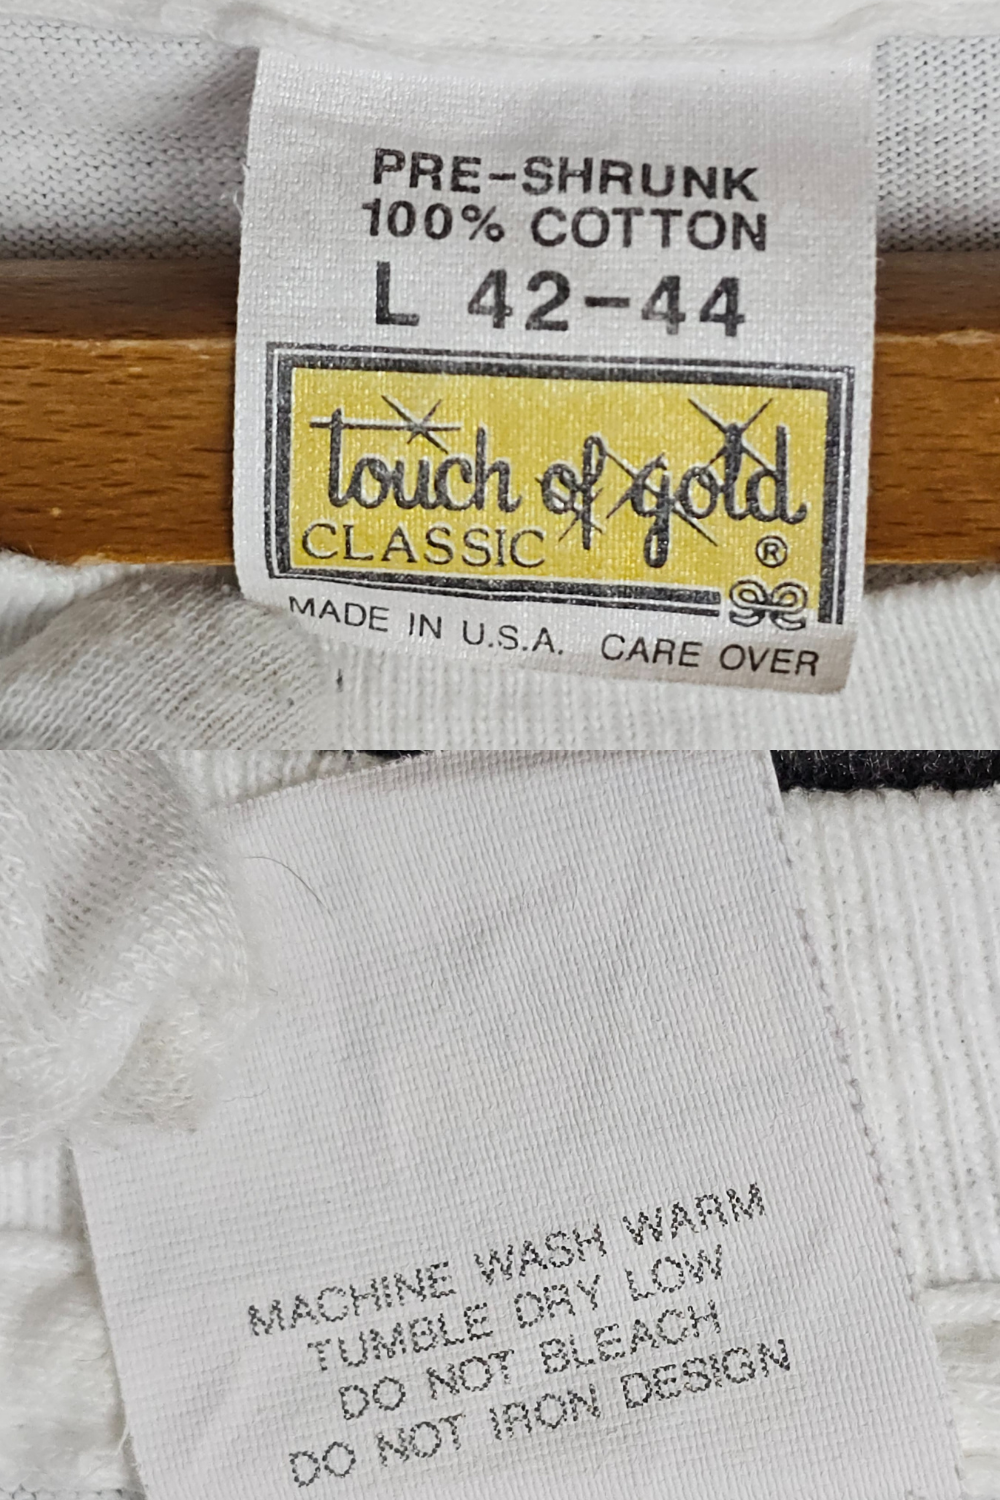 PRE-SHRUNK
100% COTTON
L 42-44
touch of gold
CLASSIC ®
MADE IN U.S.A. CARE OVER
MACHINE WASH WARM
TUMBLE DRY LOW
DO NOT BLEACH
DO NOT IRON DESIGN